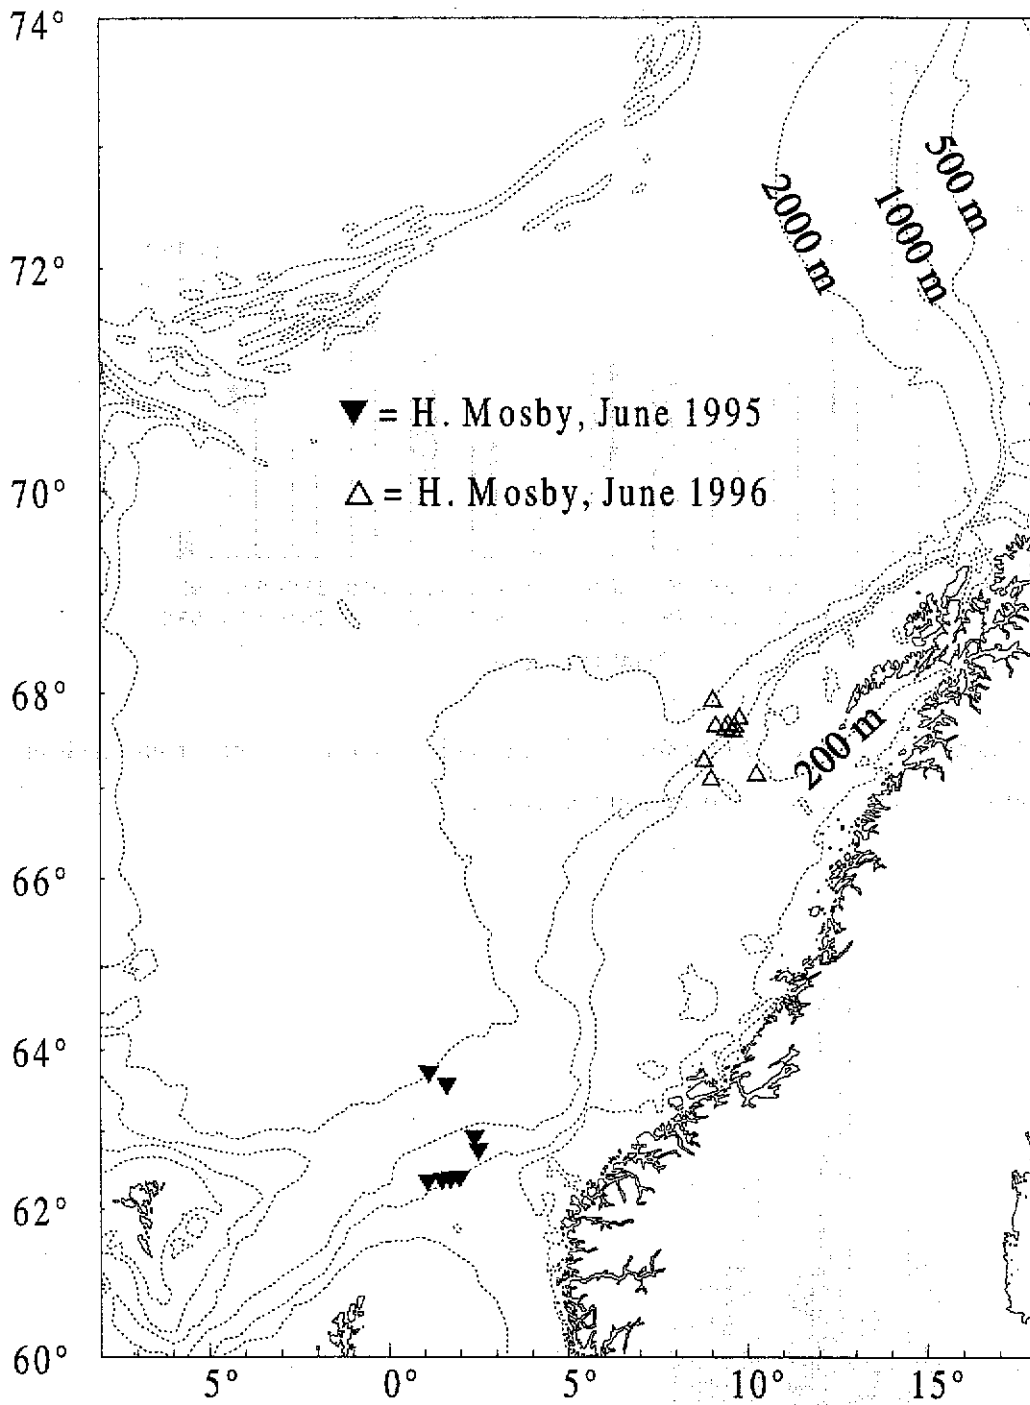 74°
72°
70°
68°
66°
64°
62°
60°
5°
0°
5°
10°
15°
2000 m
1000 m
500 m
200 m
▼ = H. Mosby, June 1995
△ = H. Mosby, June 1996